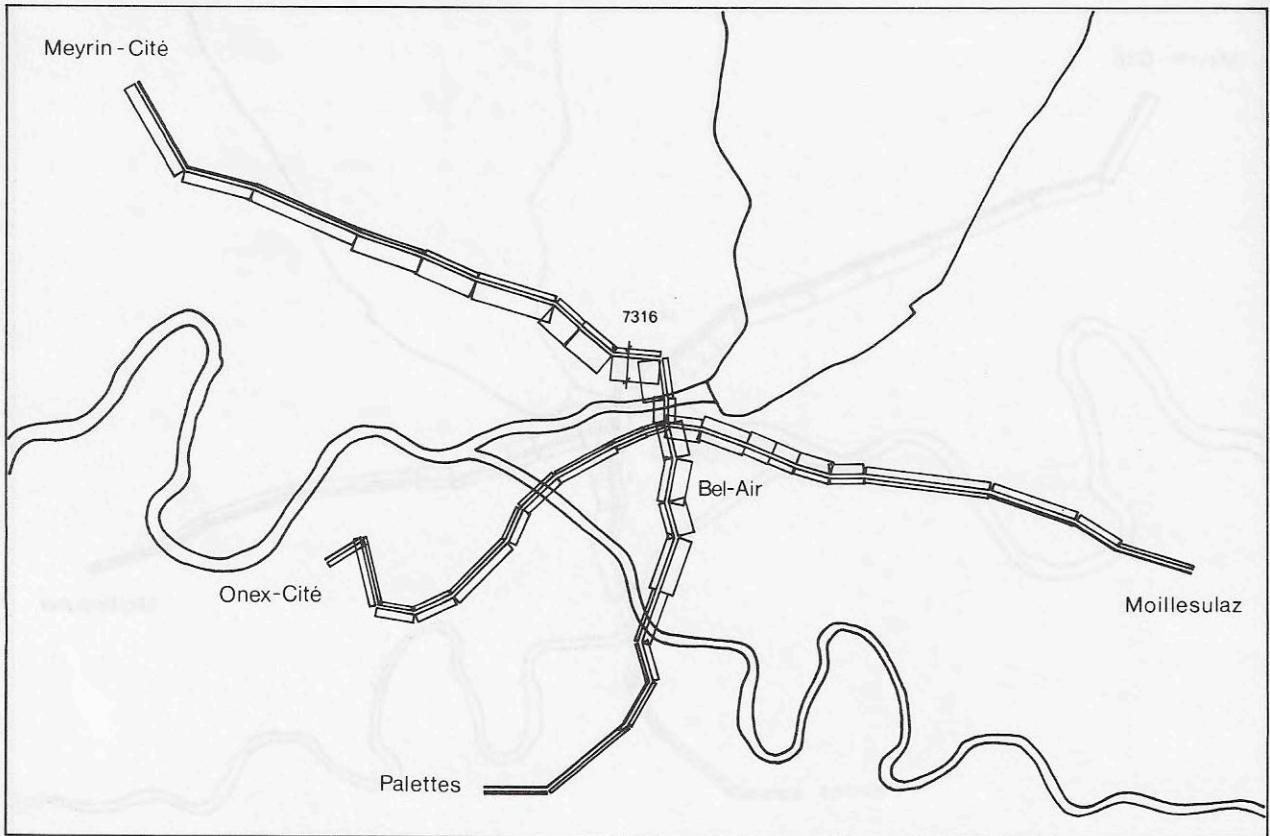 Meyrin - Cité
7316
Bel-Air
Onex-Cité
Moillesulaz
Palettes